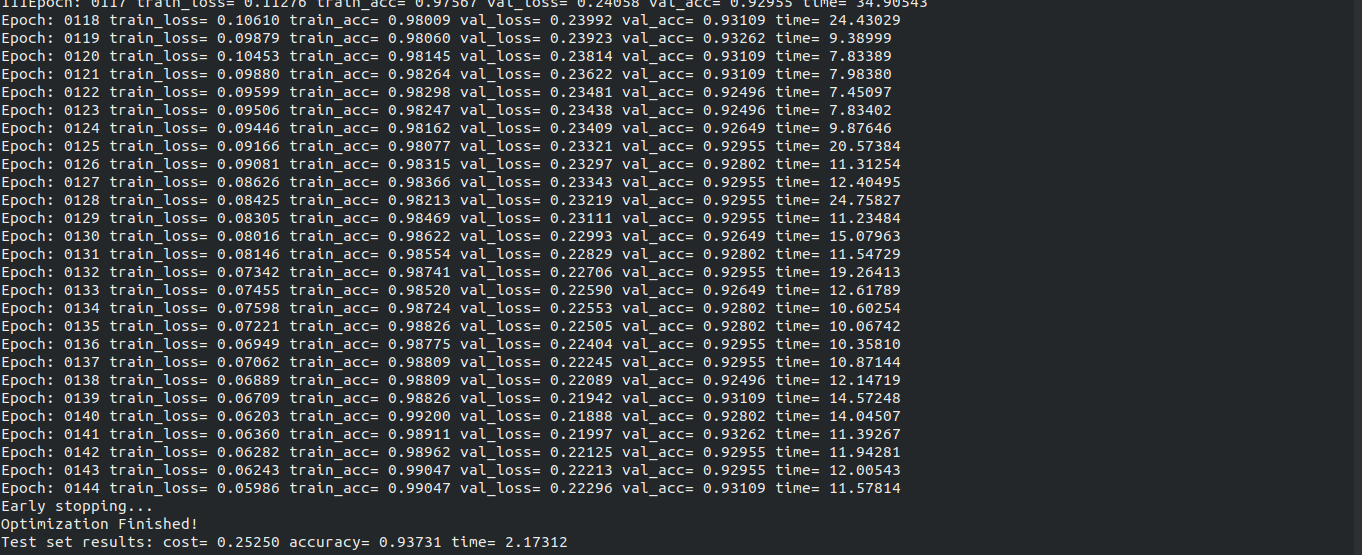 111Epoch: 0117 train_loss= 0.11276 train_acc= 0.97567 val_loss= 0.24058 val_acc= 0.92955 time= 34.90543
Epoch: 0118 train_loss= 0.10610 train_acc= 0.98009 val_loss= 0.23992 val_acc= 0.93109 time= 24.43029
Epoch: 0119 train_loss= 0.09879 train_acc= 0.98060 val_loss= 0.23923 val_acc= 0.93262 time= 9.38999
Epoch: 0120 train_loss= 0.10453 train_acc= 0.98145 val_loss= 0.23814 val_acc= 0.93109 time= 7.83389
Epoch: 0121 train_loss= 0.09880 train_acc= 0.98264 val_loss= 0.23622 val_acc= 0.93109 time= 7.98380
Epoch: 0122 train_loss= 0.09599 train_acc= 0.98298 val_loss= 0.23481 val_acc= 0.92496 time= 7.45097
Epoch: 0123 train_loss= 0.09506 train_acc= 0.98247 val_loss= 0.23438 val_acc= 0.92496 time= 7.83402
Epoch: 0124 train_loss= 0.09446 train_acc= 0.98162 val_loss= 0.23409 val_acc= 0.92649 time= 9.87646
Epoch: 0125 train_loss= 0.09166 train_acc= 0.98077 val_loss= 0.23321 val_acc= 0.92955 time= 20.57384
Epoch: 0126 train_loss= 0.09081 train_acc= 0.98315 val_loss= 0.23297 val_acc= 0.92802 time= 11.31254
Epoch: 0127 train_loss= 0.08626 train_acc= 0.98366 val_loss= 0.23343 val_acc= 0.92955 time= 12.40495
Epoch: 0128 train_loss= 0.08425 train_acc= 0.98213 val_loss= 0.23219 val_acc= 0.92955 time= 24.75827
Epoch: 0129 train_loss= 0.08305 train_acc= 0.98469 val_loss= 0.23111 val_acc= 0.92955 time= 11.23484
Epoch: 0130 train_loss= 0.08016 train_acc= 0.98622 val_loss= 0.22993 val_acc= 0.92649 time= 15.07963
Epoch: 0131 train_loss= 0.08146 train_acc= 0.98554 val_loss= 0.22829 val_acc= 0.92802 time= 11.54729
Epoch: 0132 train_loss= 0.07342 train_acc= 0.98741 val_loss= 0.22706 val_acc= 0.92955 time= 19.26413
Epoch: 0133 train_loss= 0.07455 train_acc= 0.98520 val_loss= 0.22590 val_acc= 0.92649 time= 12.61789
Epoch: 0134 train_loss= 0.07598 train_acc= 0.98724 val_loss= 0.22553 val_acc= 0.92802 time= 10.60254
Epoch: 0135 train_loss= 0.07221 train_acc= 0.98826 val_loss= 0.22505 val_acc= 0.92802 time= 10.06742
Epoch: 0136 train_loss= 0.06949 train_acc= 0.98775 val_loss= 0.22404 val_acc= 0.92955 time= 10.35810
Epoch: 0137 train_loss= 0.07062 train_acc= 0.98809 val_loss= 0.22245 val_acc= 0.92955 time= 10.87144
Epoch: 0138 train_loss= 0.06889 train_acc= 0.98809 val_loss= 0.22089 val_acc= 0.92496 time= 12.14719
Epoch: 0139 train_loss= 0.06709 train_acc= 0.98826 val_loss= 0.21942 val_acc= 0.93109 time= 14.57248
Epoch: 0140 train_loss= 0.06203 train_acc= 0.99200 val_loss= 0.21888 val_acc= 0.92802 time= 14.04507
Epoch: 0141 train_loss= 0.06360 train_acc= 0.98911 val_loss= 0.21997 val_acc= 0.93262 time= 11.39267
Epoch: 0142 train_loss= 0.06282 train_acc= 0.98962 val_loss= 0.22125 val_acc= 0.92955 time= 11.94281
Epoch: 0143 train_loss= 0.06243 train_acc= 0.99047 val_loss= 0.22213 val_acc= 0.92955 time= 12.00543
Epoch: 0144 train_loss= 0.05986 train_acc= 0.99047 val_loss= 0.22296 val_acc= 0.93109 time= 11.57814
Early stopping...
Optimization Finished!
Test set results: cost= 0.25250 accuracy= 0.93731 time= 2.17312